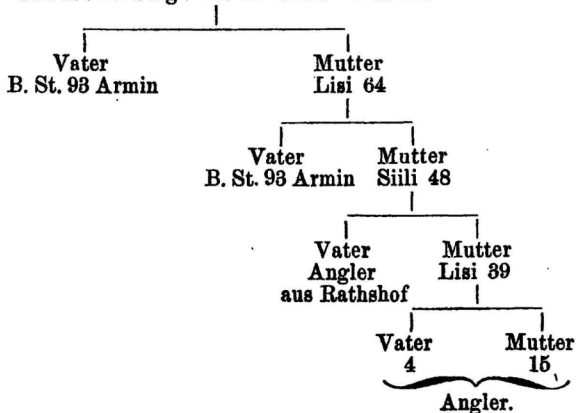 Vater Mutter
B. St. 93 Armin Lisi 64
Vater Mutter
B. St. 93 Armin Siili 48
Vater Mutter
Angler Lisi 39
aus Rathshof
Vater Mutter
4 15
Angler.